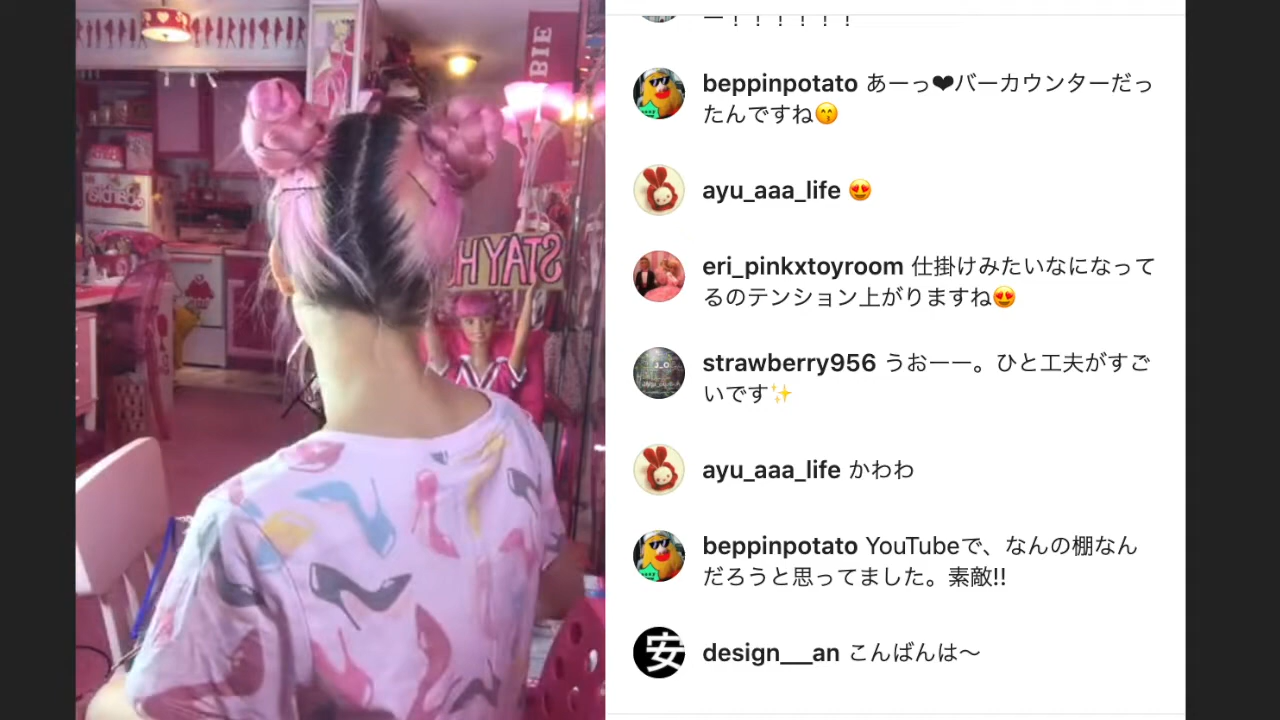 BIE
STAYH
ー！！！！！！
beppinpotato あーっ❤バーカウンターだっ
たんですね😙
ayu_aaa_life 😍
eri_pinkxtoyroom 仕掛けみたいなになって
るのテンション上がりますね😍
strawberry956 うおーー。ひと工夫がすご
いです✨
ayu_aaa_life かわわ
beppinpotato YouTubeで、なんの棚なん
だろうと思ってました。素敵!!
安
design___an こんばんは〜